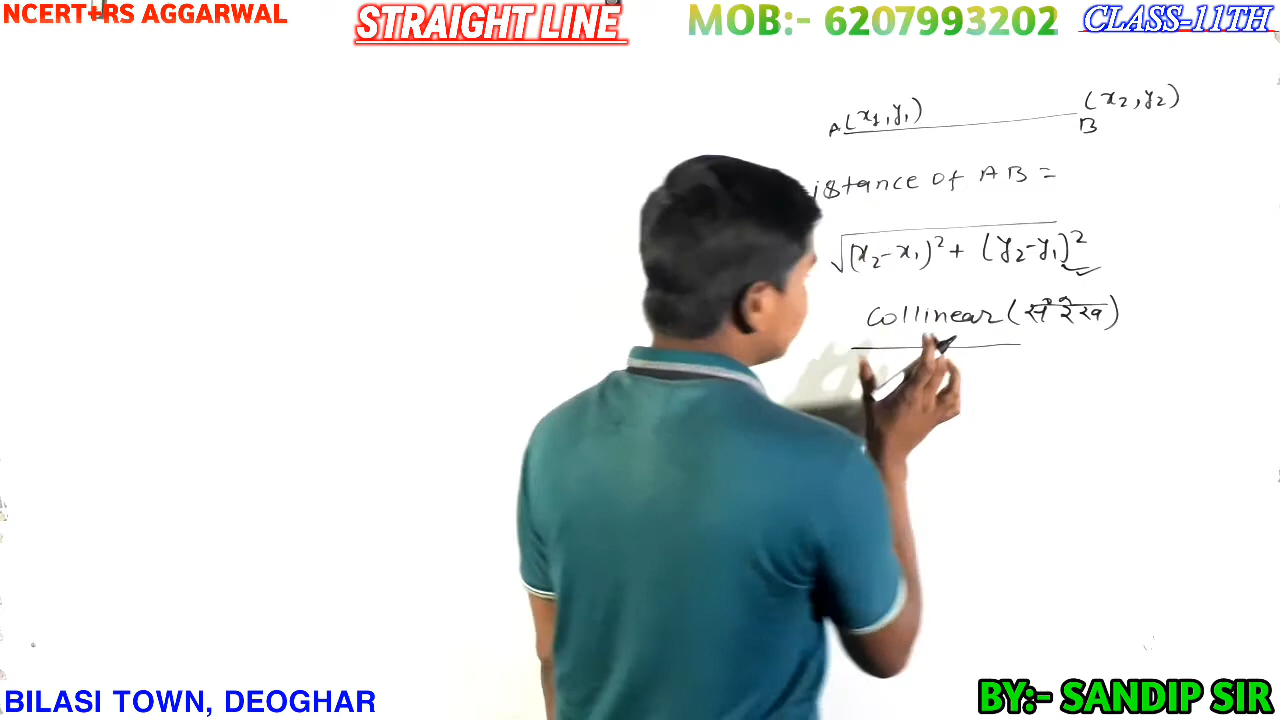 NCERT+RS AGGARWAL
STRAIGHT LINE
MOB:- 6207993202
CLASS-11TH
A(x₁,y₁)
(x₂,y₂)
B
istance of AB =
√(x₂-x₁)²+ (y₂-y₁)²
collinear(संरेख)
BILASI TOWN, DEOGHAR
BY:- SANDIP SIR